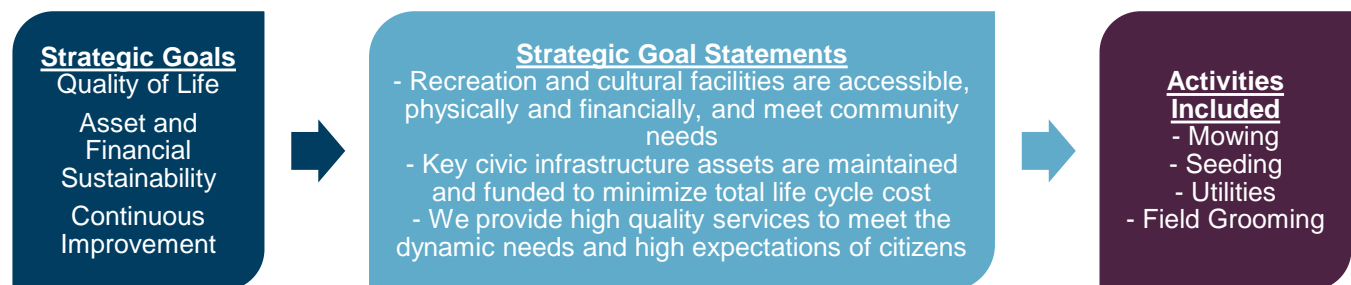 Strategic Goals
Quality of Life
Asset and
Financial
Sustainability
Continuous
Improvement
Strategic Goal Statements
- Recreation and cultural facilities are accessible,
physically and financially, and meet community
needs
- Key civic infrastructure assets are maintained
and funded to minimize total life cycle cost
- We provide high quality services to meet the
dynamic needs and high expectations of citizens
Activities
Included
- Mowing
- Seeding
- Utilities
- Field Grooming